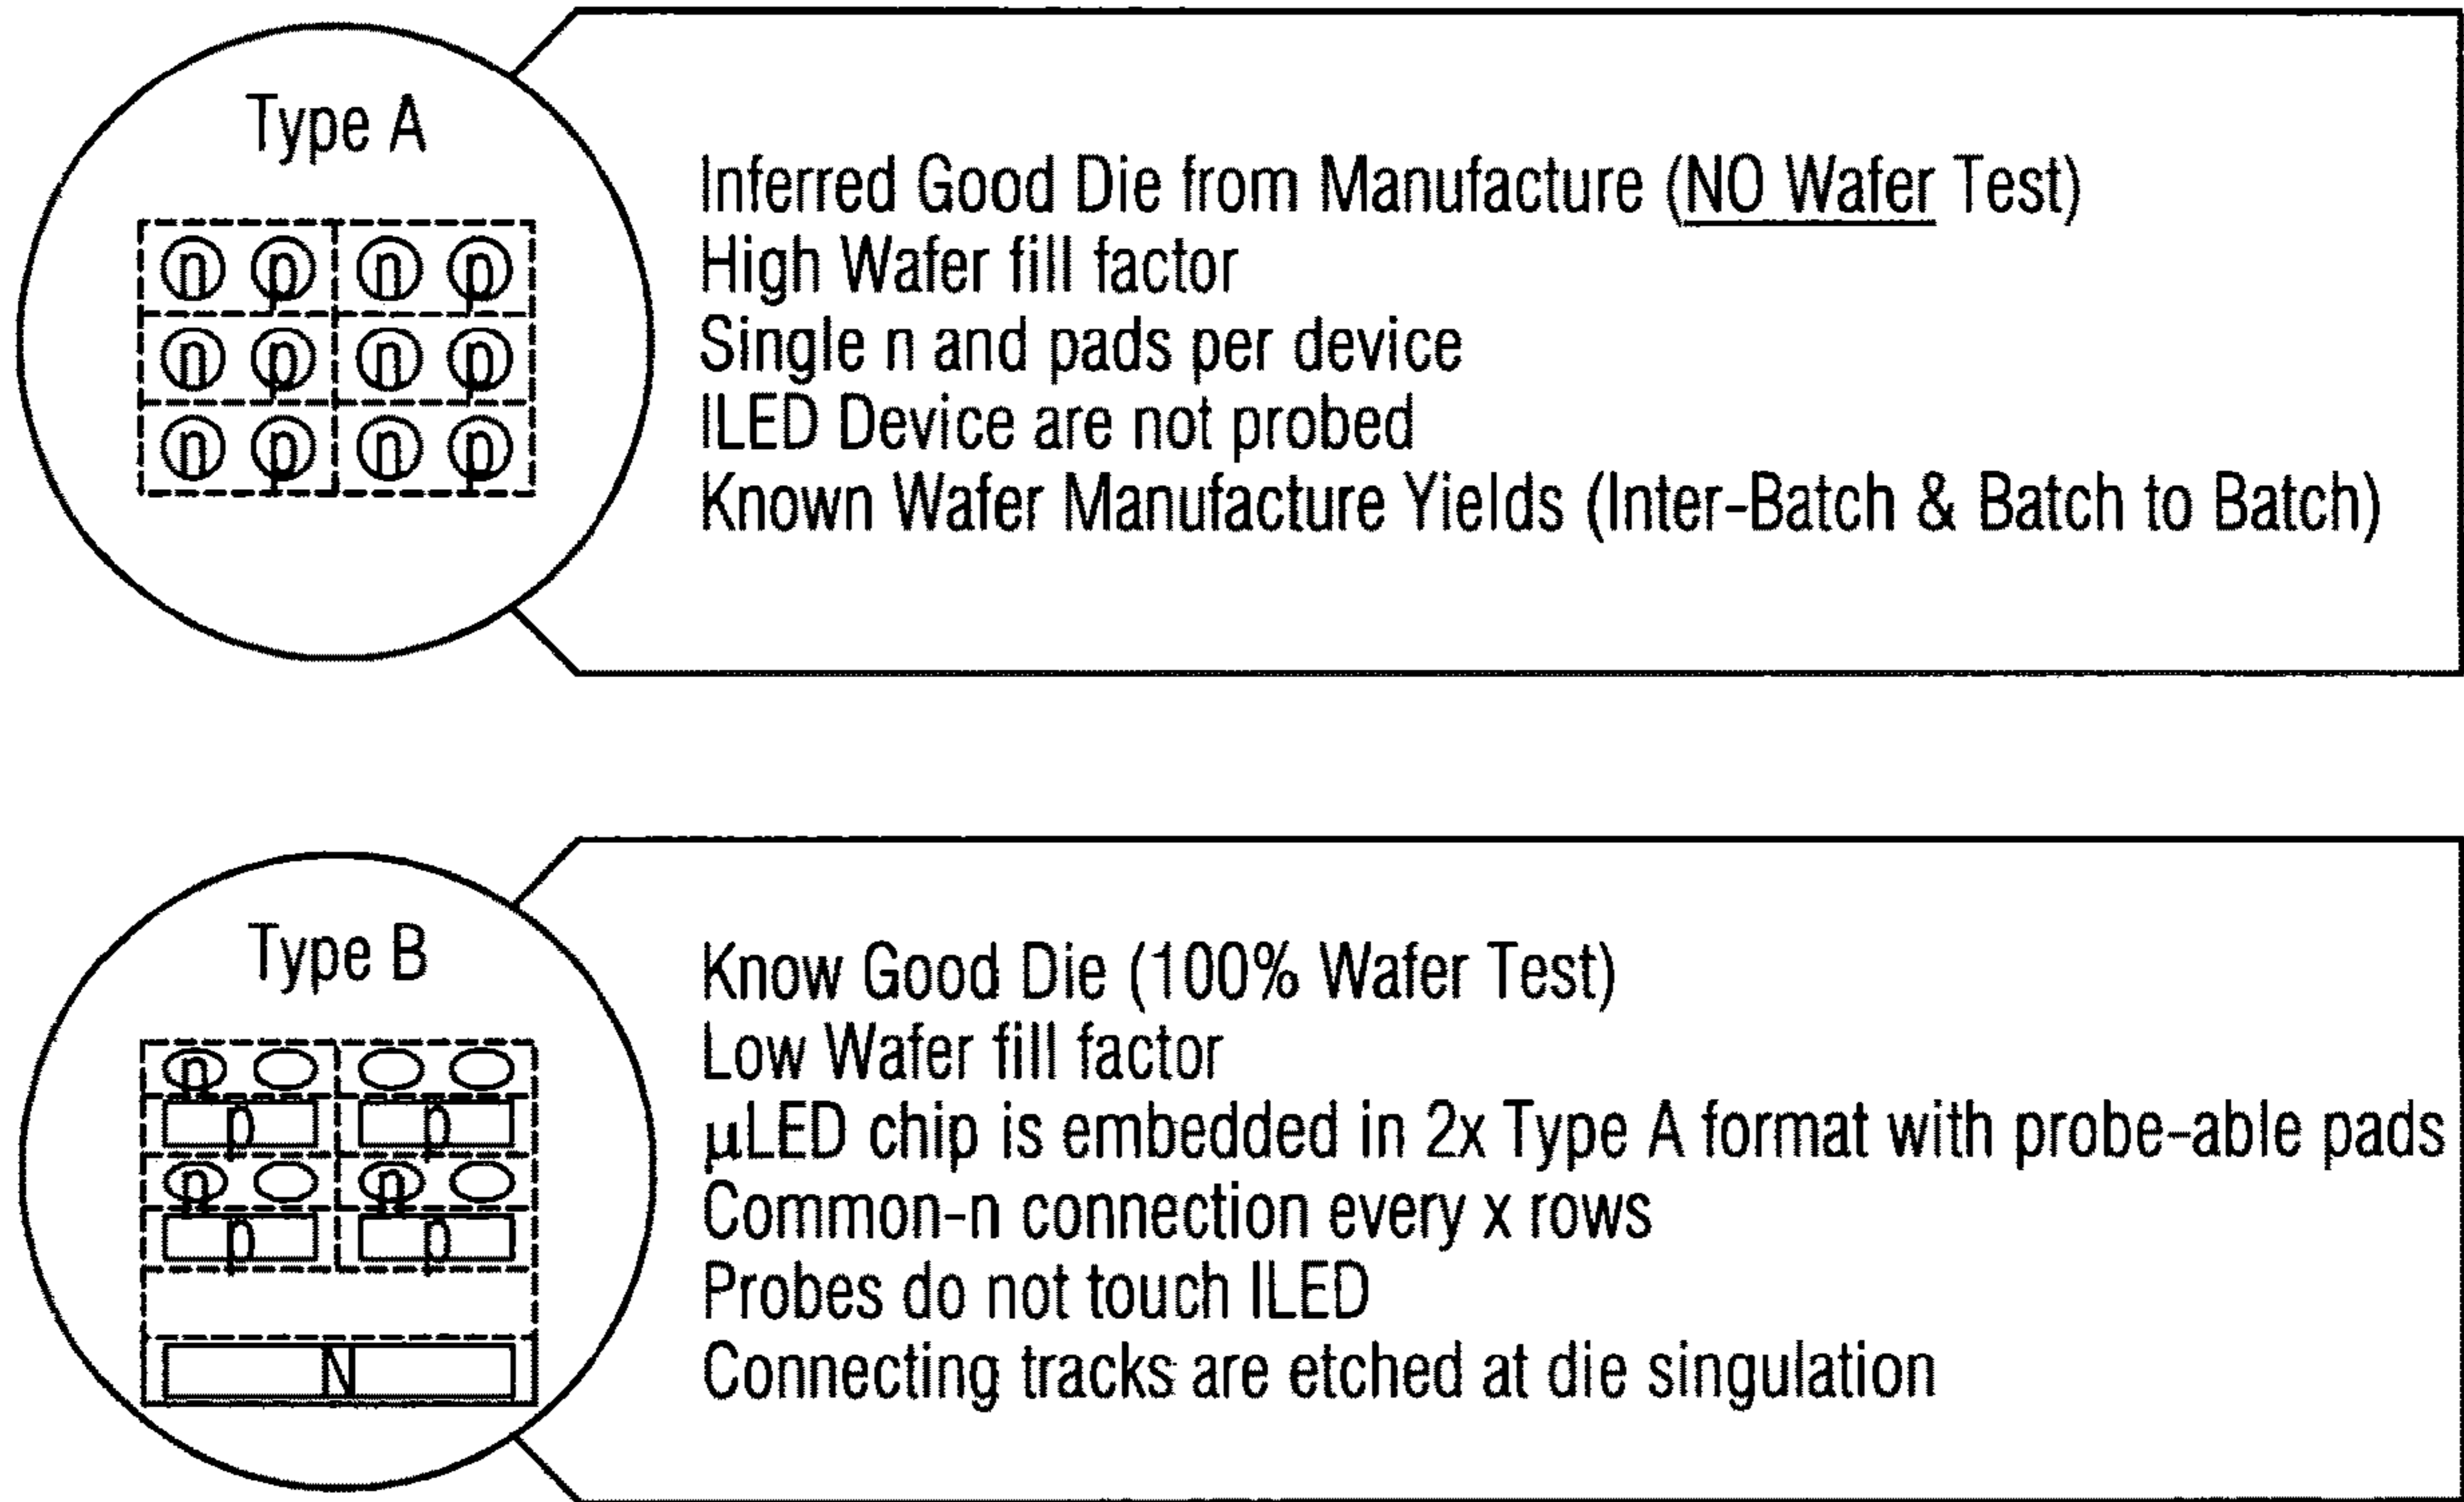 Type A
n p n p
n p n p
n p n p
Inferred Good Die from Manufacture (NO Wafer Test)
High Wafer fill factor
Single n and pads per device
ILED Device are not probed
Known Wafer Manufacture Yields (Inter-Batch & Batch to Batch)
Type B
n
p p
n n
p p
N
Know Good Die (100% Wafer Test)
Low Wafer fill factor
µLED chip is embedded in 2x Type A format with probe-able pads
Common-n connection every x rows
Probes do not touch ILED
Connecting tracks are etched at die singulation